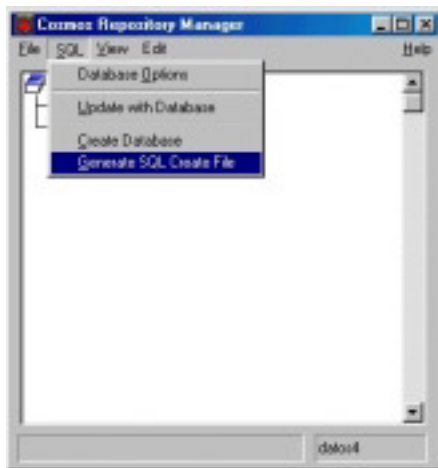 Cosmos Repository Manager
File SQL View Edit Help
Database Options
Update with Database
Create Database
Generate SQL Create File
datos4